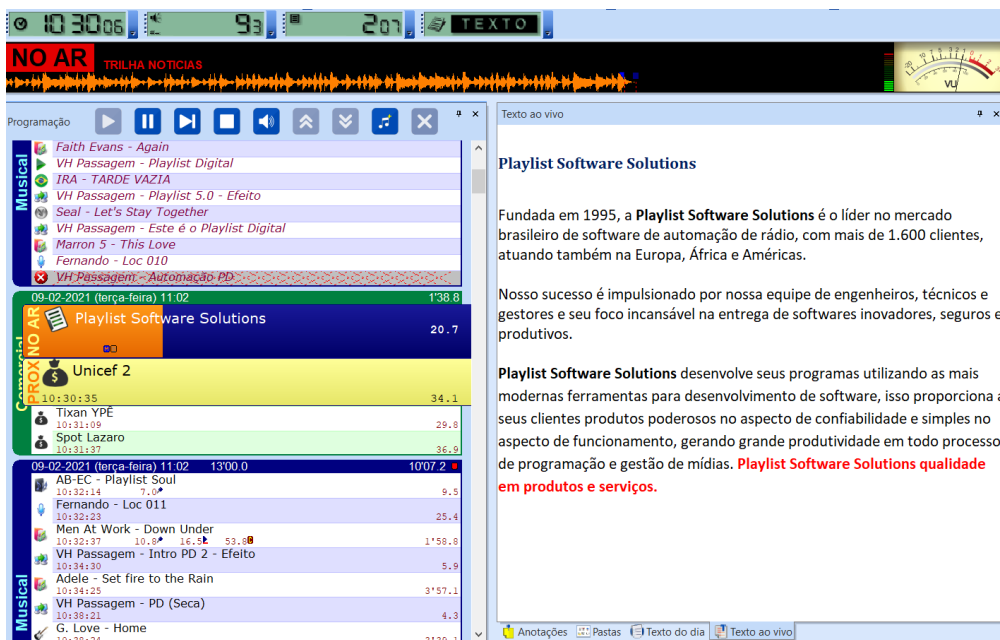 10 30 06
93
207
TEXTO
NO AR
TRILHA NOTICIAS
VU
Programação
Musical
Faith Evans - Again
VH Passagem - Playlist Digital
IRA - TARDE VAZIA
VH Passagem - Playlist 5.0 - Efeito
Seal - Let's Stay Together
VH Passagem - Este é o Playlist Digital
Marron 5 - This Love
Fernando - Loc 010
VH Passagem - Automação PD
Comercial
09-02-2021 (terça-feira) 11:02 1'38.8
NO AR
Playlist Software Solutions
20.7
PROX
Unicef 2
10:30:35 34.1
Tixan YPÊ
10:31:09 29.8
Spot Lazaro
10:31:37 36.9
Musical
09-02-2021 (terça-feira) 11:02 13'00.0 10'07.2
AB-EC - Playlist Soul
10:32:14 7.0 9.5
Fernando - Loc 011
10:32:23 25.4
Men At Work - Down Under
10:32:37 10.8 16.5 53.8 1'58.8
VH Passagem - Intro PD 2 - Efeito
10:34:30 5.9
Adele - Set fire to the Rain
10:34:25 3'57.1
VH Passagem - PD (Seca)
10:38:21 4.3
G. Love - Home
Texto ao vivo
Playlist Software Solutions
Fundada em 1995, a Playlist Software Solutions é o líder no mercado
brasileiro de software de automação de rádio, com mais de 1.600 clientes,
atuando também na Europa, África e Américas.
Nosso sucesso é impulsionado por nossa equipe de engenheiros, técnicos e
gestores e seu foco incansável na entrega de softwares inovadores, seguros e
produtivos.
Playlist Software Solutions desenvolve seus programas utilizando as mais
modernas ferramentas para desenvolvimento de software, isso proporciona a
seus clientes produtos poderosos no aspecto de confiabilidade e simples no
aspecto de funcionamento, gerando grande produtividade em todo processo
de programação e gestão de mídias. Playlist Software Solutions qualidade
em produtos e serviços.
Anotações Pastas Texto do dia Texto ao vivo